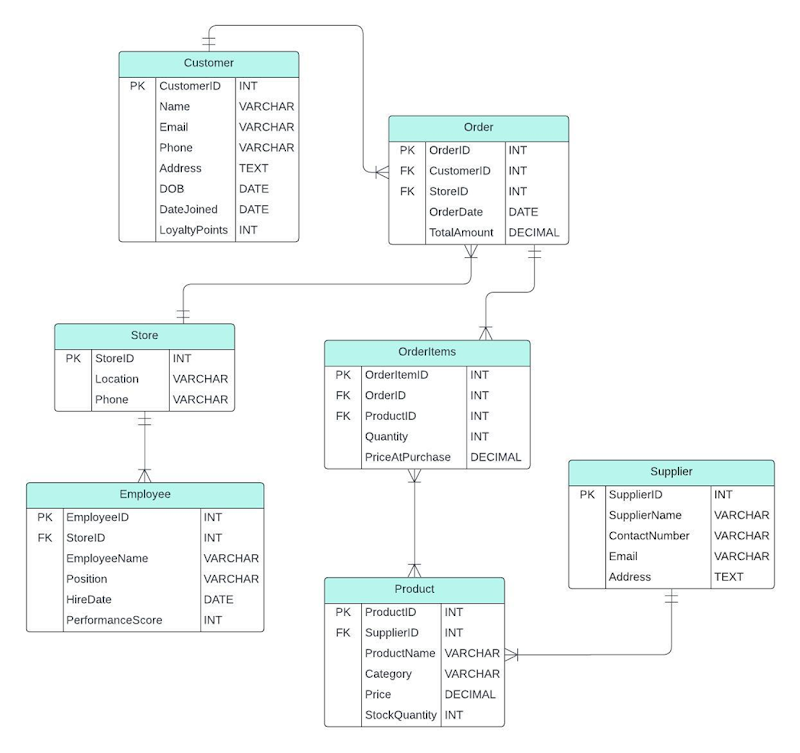 Customer
PK CustomerID INT
Name VARCHAR
Email VARCHAR
Phone VARCHAR
Address TEXT
DOB DATE
DateJoined DATE
LoyaltyPoints INT
Order
PK OrderID INT
FK CustomerID INT
FK StoreID INT
OrderDate DATE
TotalAmount DECIMAL
Store
PK StoreID INT
Location VARCHAR
Phone VARCHAR
OrderItems
PK OrderItemID INT
FK OrderID INT
FK ProductID INT
Quantity INT
PriceAtPurchase DECIMAL
Supplier
PK SupplierID INT
SupplierName VARCHAR
ContactNumber VARCHAR
Email VARCHAR
Address TEXT
Employee
PK EmployeeID INT
FK StoreID INT
EmployeeName VARCHAR
Position VARCHAR
HireDate DATE
PerformanceScore INT
Product
PK ProductID INT
FK SupplierID INT
ProductName VARCHAR
Category VARCHAR
Price DECIMAL
StockQuantity INT